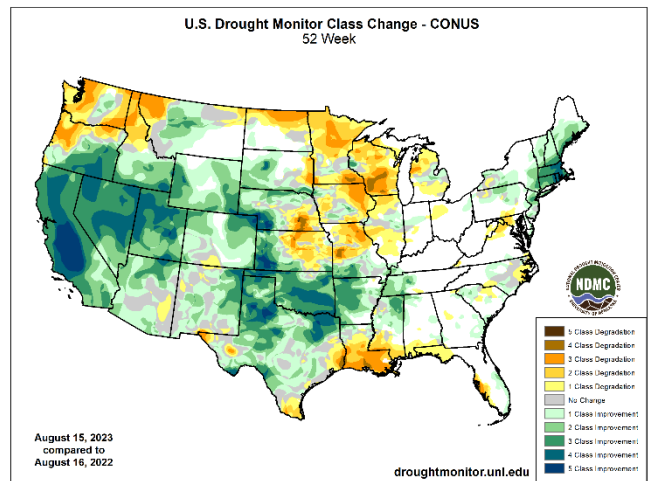 U.S. Drought Monitor Class Change - CONUS
52 Week
NDMC
5 Class Degradation
4 Class Degradation
3 Class Degradation
2 Class Degradation
1 Class Degradation
No Change
1 Class Improvement
2 Class Improvement
3 Class Improvement
4 Class Improvement
5 Class Improvement
August 15, 2023
compared to
August 16, 2022
droughtmonitor.unl.edu